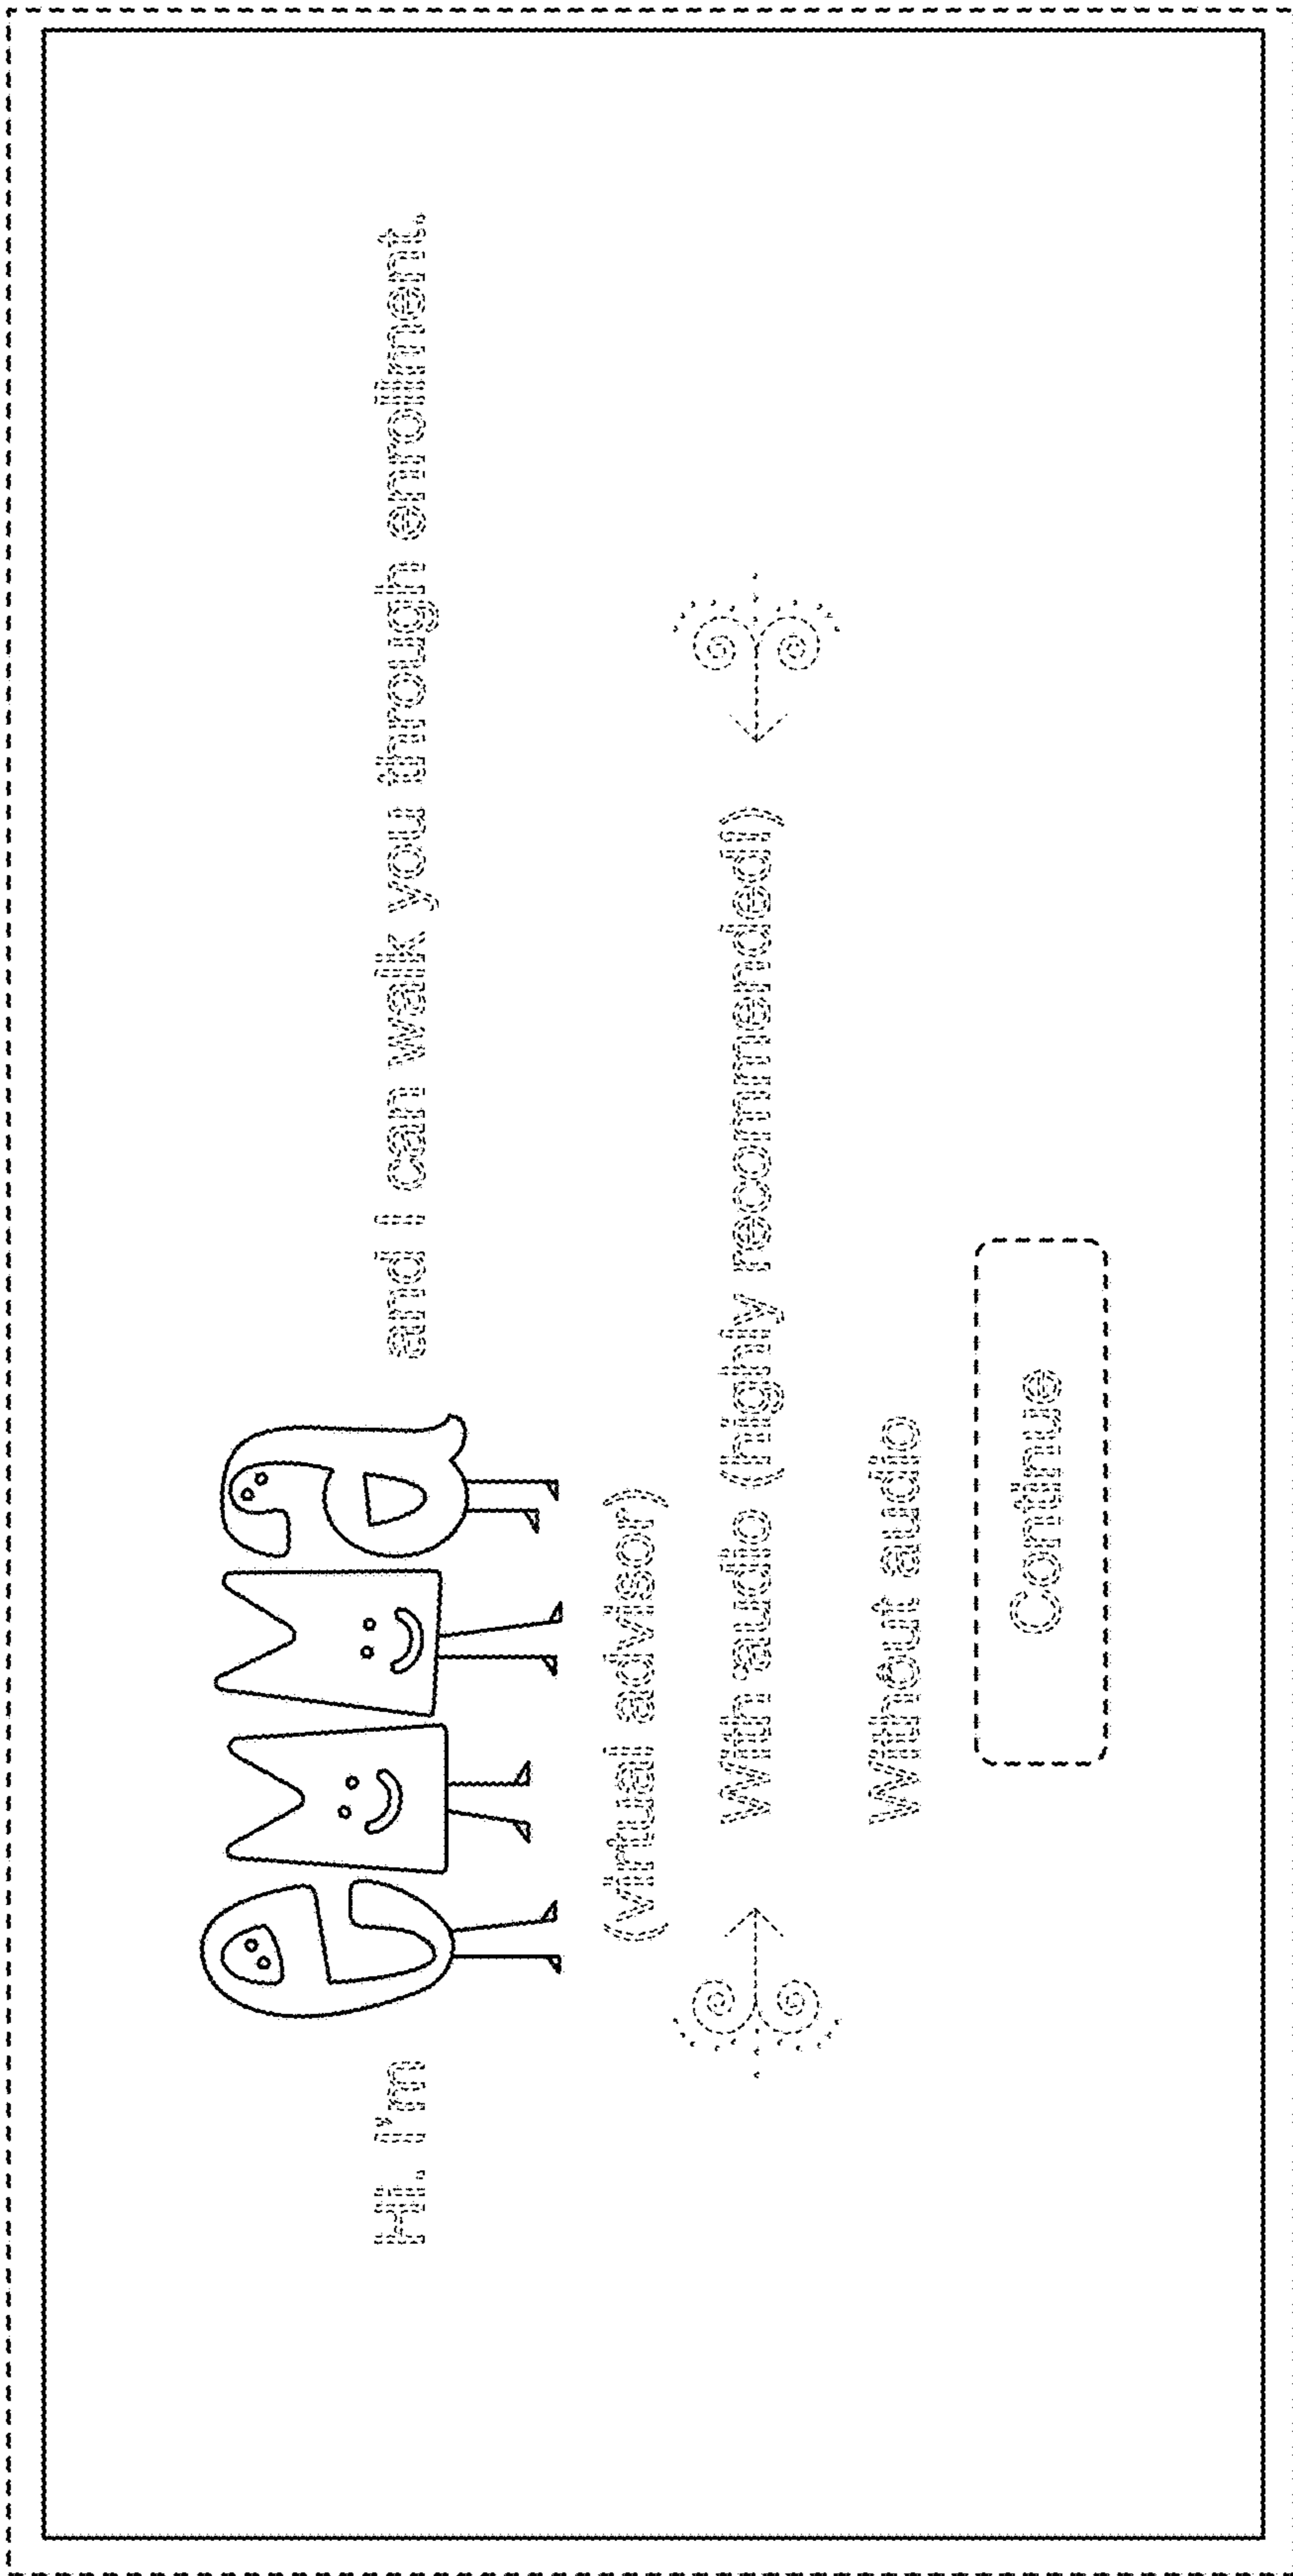 Hi. I'm eMMa and I can walk you through enrollment.
(virtual advisor)
With audio (highly recommended!)
Without audio
Continue